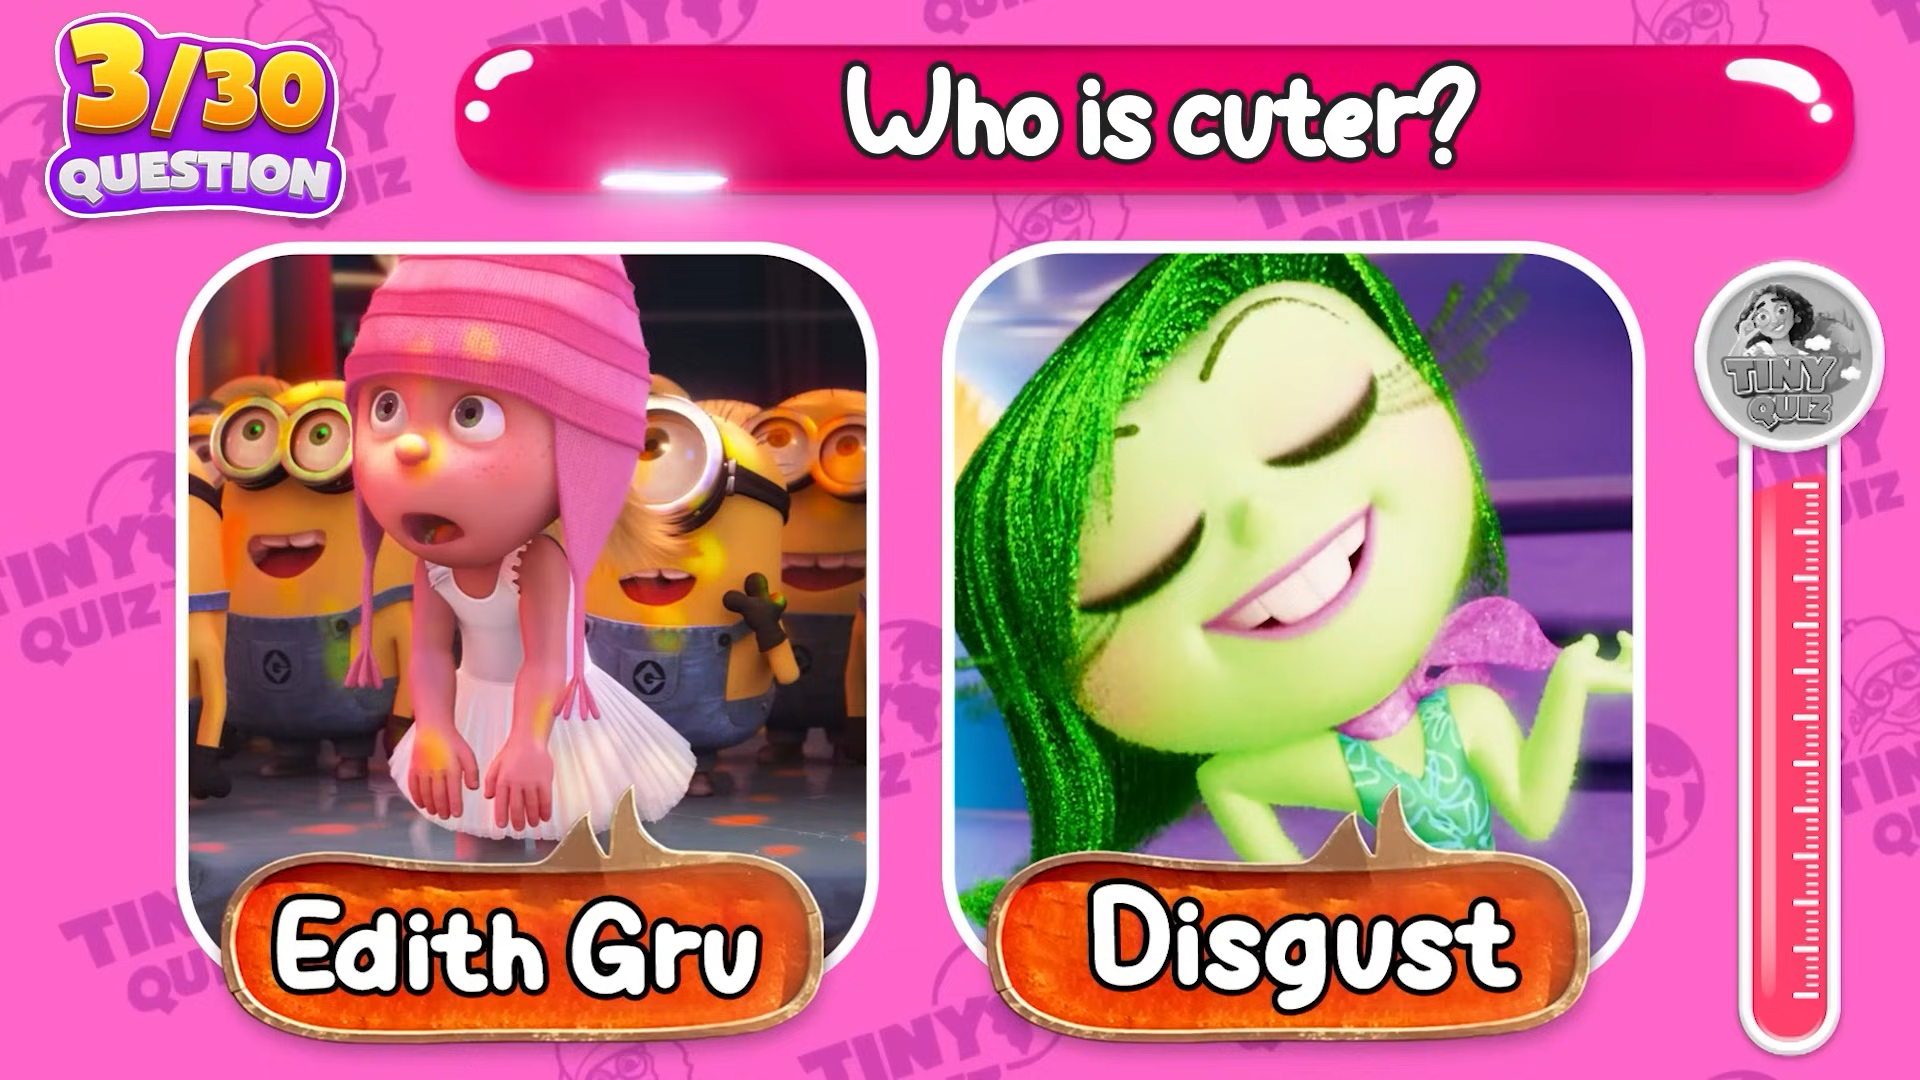 3/30
QUESTION
Who is cuter?
TINY
QUIZ
Edith Gru
Disgust